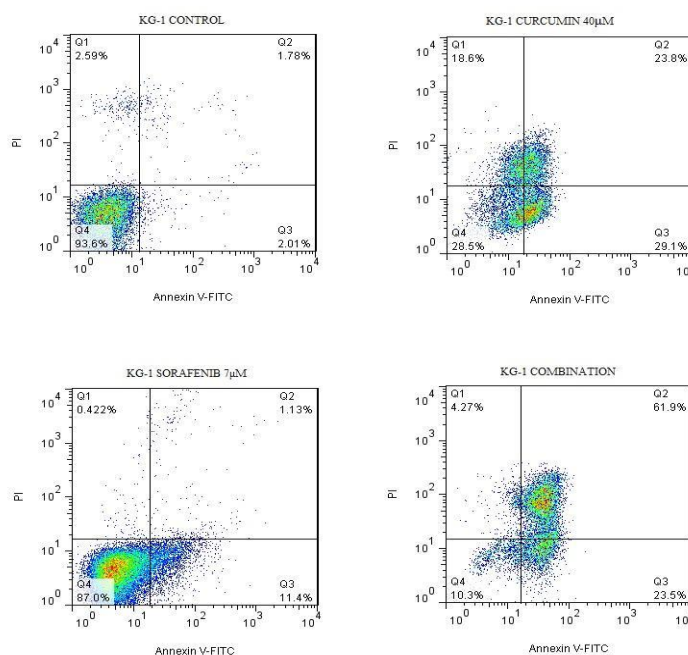 KG-1 CONTROL
Q1
2.59%
Q2
1.78%
10^4
10^3
10^2
10^1
10^0
PI
Q4
93.6%
Q3
2.01%
10^0 10^1 10^2 10^3 10^4
Annexin V-FITC
KG-1 CURCUMIN 40µM
Q1
18.6%
Q2
23.8%
10^4
10^3
10^2
10^1
10^0
PI
Q4
28.5%
Q3
29.1%
10^0 10^1 10^2 10^3 10^4
Annexin V-FITC
KG-1 SORAFENIB 7µM
Q1
0.422%
Q2
1.13%
10^3
10^2
10^1
10^0
PI
Q4
87.0%
Q3
11.4%
10^0 10^1 10^2 10^3 10^4
Annexin V-FITC
KG-1 COMBINATION
Q1
4.27%
Q2
61.9%
10^4
10^3
10^2
10^1
10^0
PI
Q4
10.3%
Q3
23.5%
10^0 10^1 10^2 10^3 10^4
Annexin V-FITC